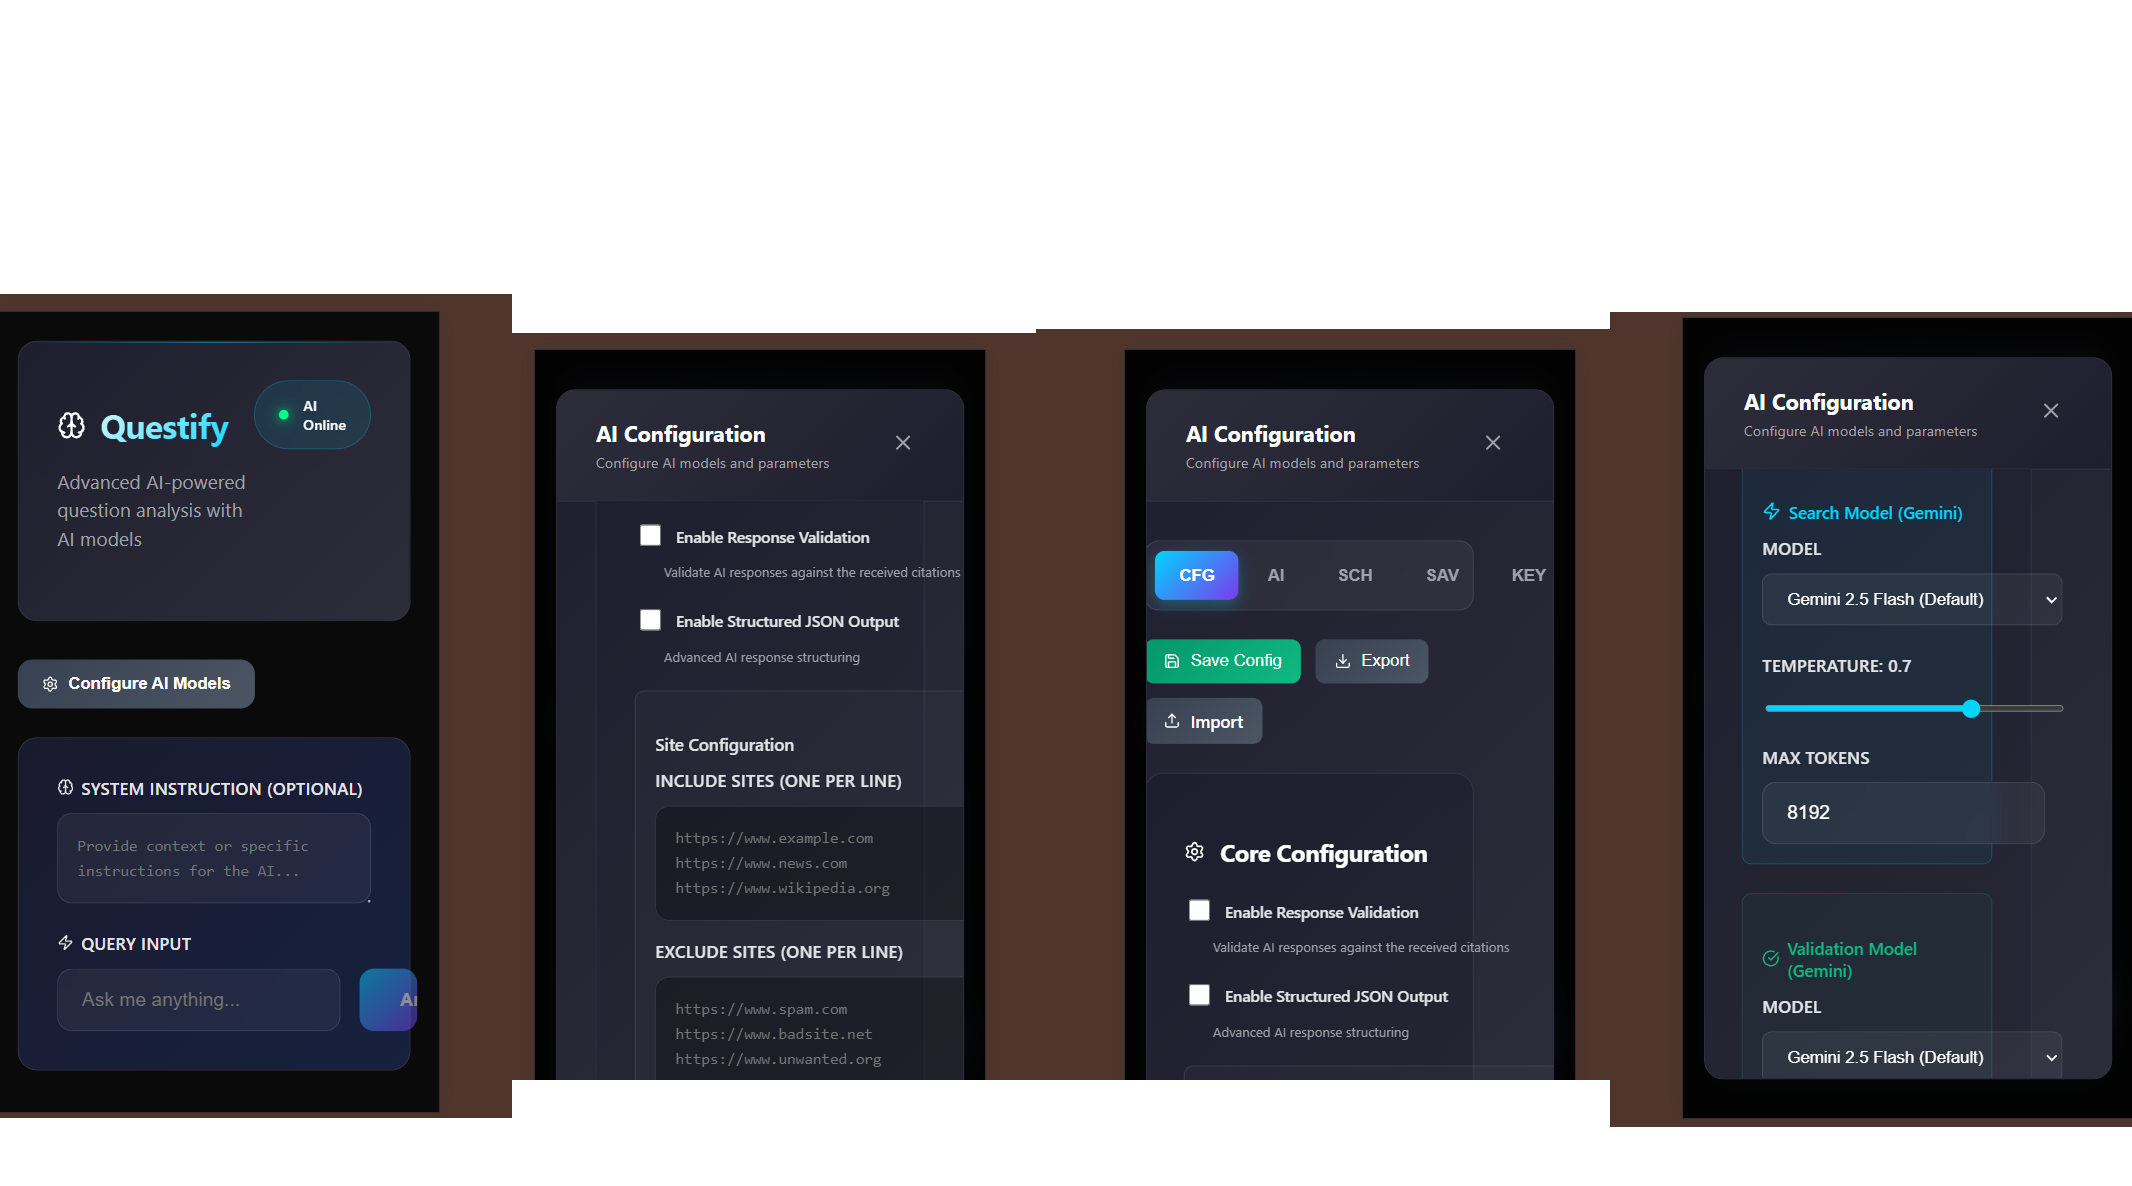 Questify
AI
Online
Advanced AI-powered
question analysis with
AI models
Configure AI Models
SYSTEM INSTRUCTION (OPTIONAL)
Provide context or specific
instructions for the AI...
QUERY INPUT
Ask me anything...
AI Configuration
Configure AI models and parameters
Enable Response Validation
Validate AI responses against the received citations
Enable Structured JSON Output
Advanced AI response structuring
Site Configuration
INCLUDE SITES (ONE PER LINE)
https://www.example.com
https://www.news.com
https://www.wikipedia.org
EXCLUDE SITES (ONE PER LINE)
https://www.spam.com
https://www.badsite.net
https://www.unwanted.org
AI Configuration
Configure AI models and parameters
CFG AI SCH SAV KEY
Save Config Export
Import
Core Configuration
Enable Response Validation
Validate AI responses against the received citations
Enable Structured JSON Output
Advanced AI response structuring
AI Configuration
Configure AI models and parameters
Search Model (Gemini)
MODEL
Gemini 2.5 Flash (Default)
TEMPERATURE: 0.7
MAX TOKENS
8192
Validation Model
(Gemini)
MODEL
Gemini 2.5 Flash (Default)